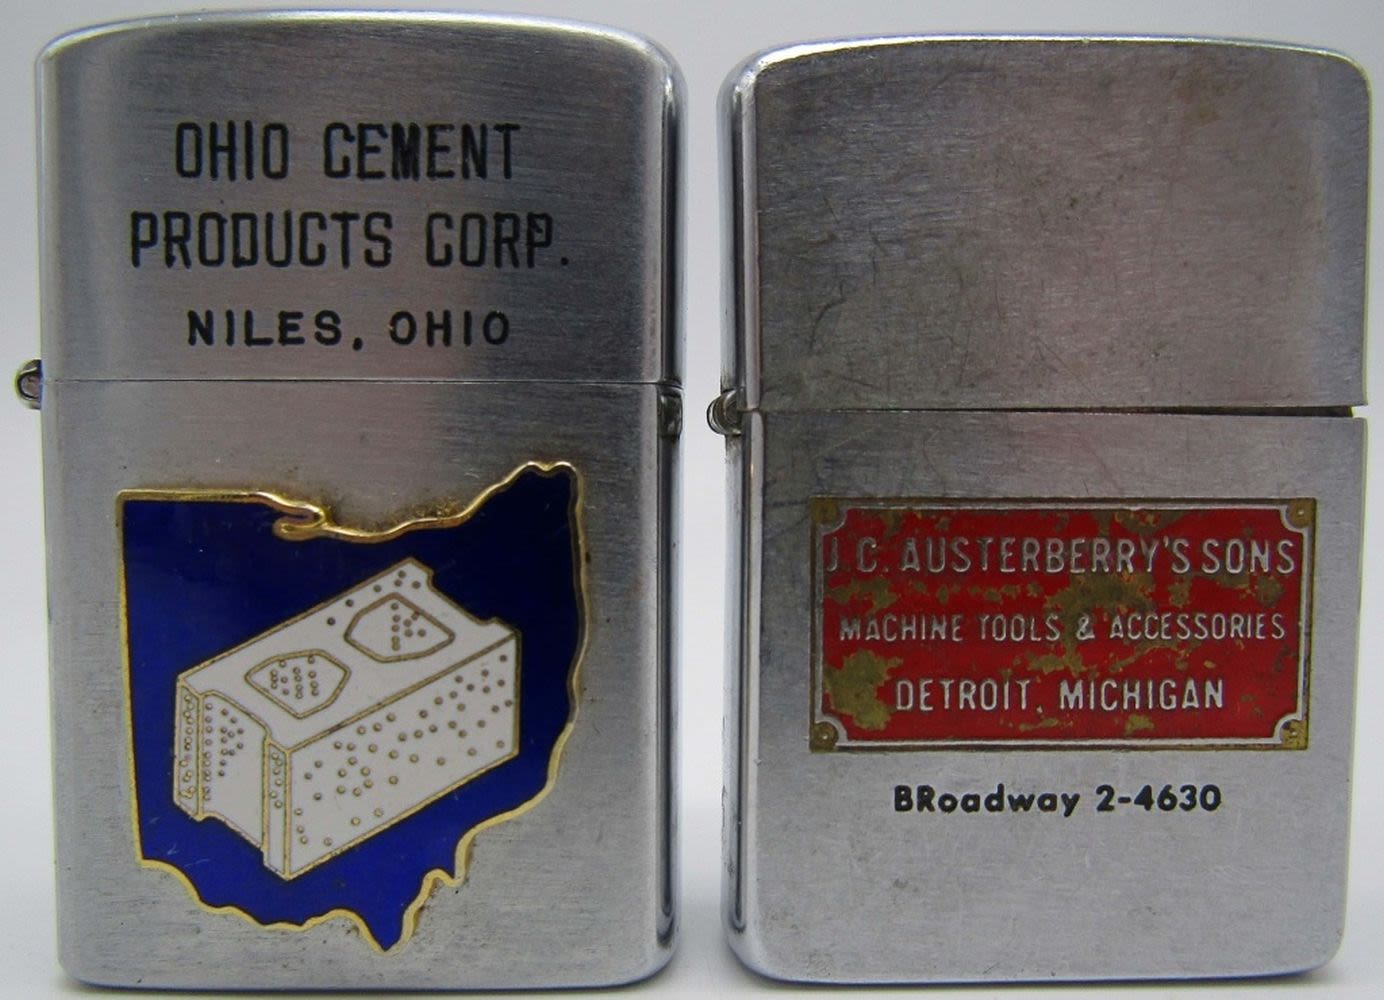 OHIO CEMENT
PRODUCTS CORP.
NILES, OHIO
J.C. AUSTERBERRY'S SONS
MACHINE TOOLS & ACCESSORIES
DETROIT, MICHIGAN
BRoadway 2-4630